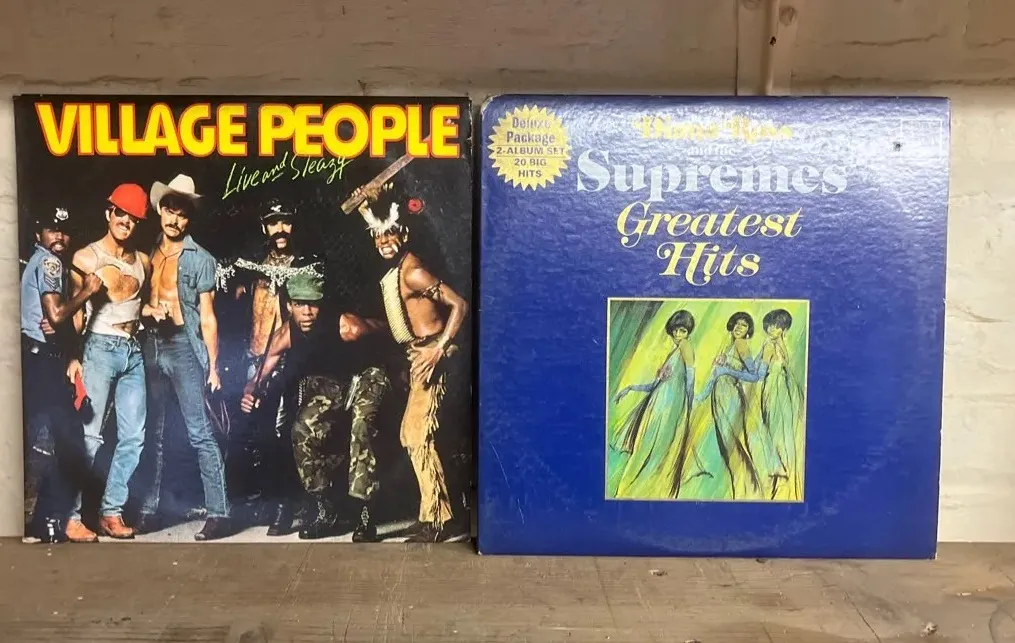 VILLAGE PEOPLE
Live and Sleazy
Deluxe
Package
2-ALBUM SET
20 BIG
HITS
Diana Ross
and the
Supremes
Greatest
Hits